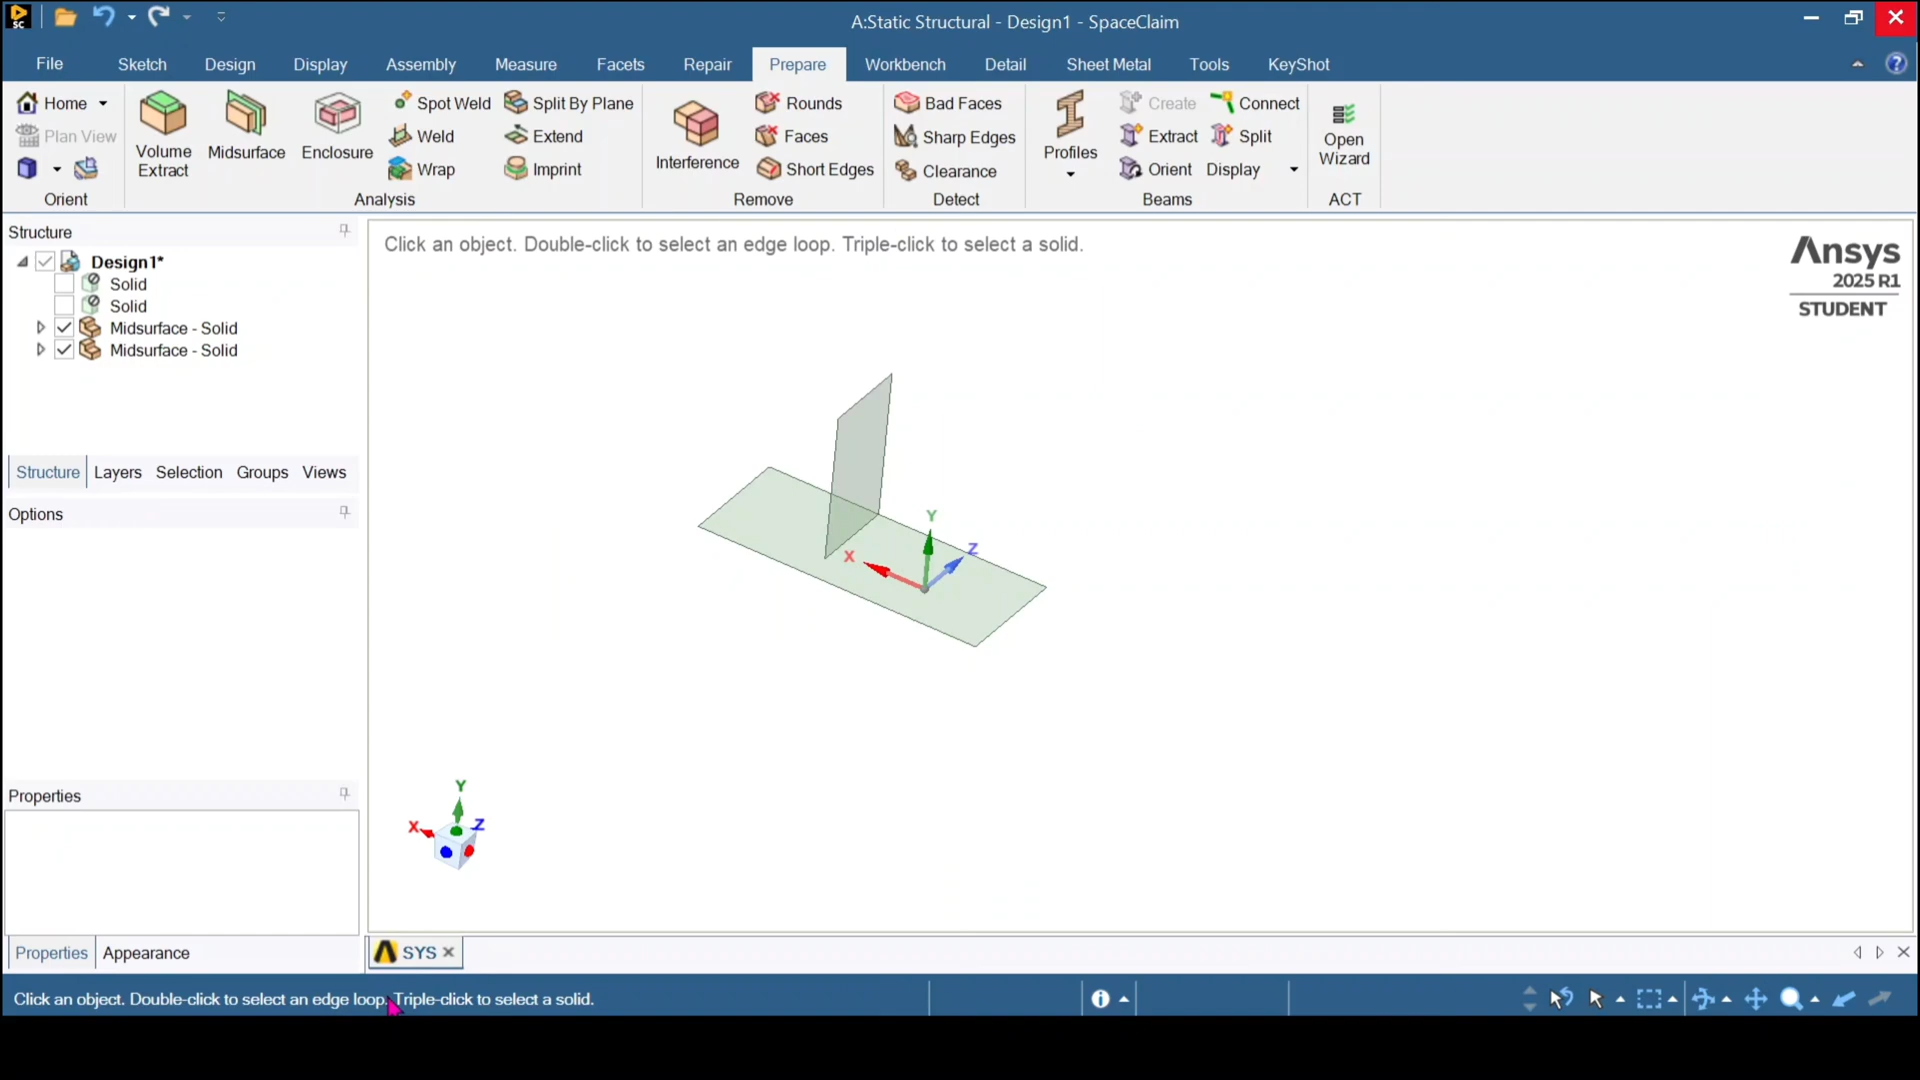 SC
A:Static Structural - Design1 - SpaceClaim
File Sketch Design Display Assembly Measure Facets Repair Prepare Workbench Detail Sheet Metal Tools KeyShot
Home
Plan View
Orient
Volume Extract
Midsurface
Enclosure
Spot Weld
Weld
Wrap
Split By Plane
Extend
Imprint
Analysis
Interference
Rounds
Faces
Short Edges
Remove
Bad Faces
Sharp Edges
Clearance
Detect
Profiles
Create
Extract
Orient
Connect
Split
Display
Beams
Open Wizard
ACT
Structure
Design1*
Solid
Solid
Midsurface - Solid
Midsurface - Solid
Structure Layers Selection Groups Views
Options
Properties
Properties Appearance
Click an object. Double-click to select an edge loop. Triple-click to select a solid.
Ansys
2025 R1
STUDENT
Y
Z
X
Y
X
Z
SYS
Click an object. Double-click to select an edge loop. Triple-click to select a solid.